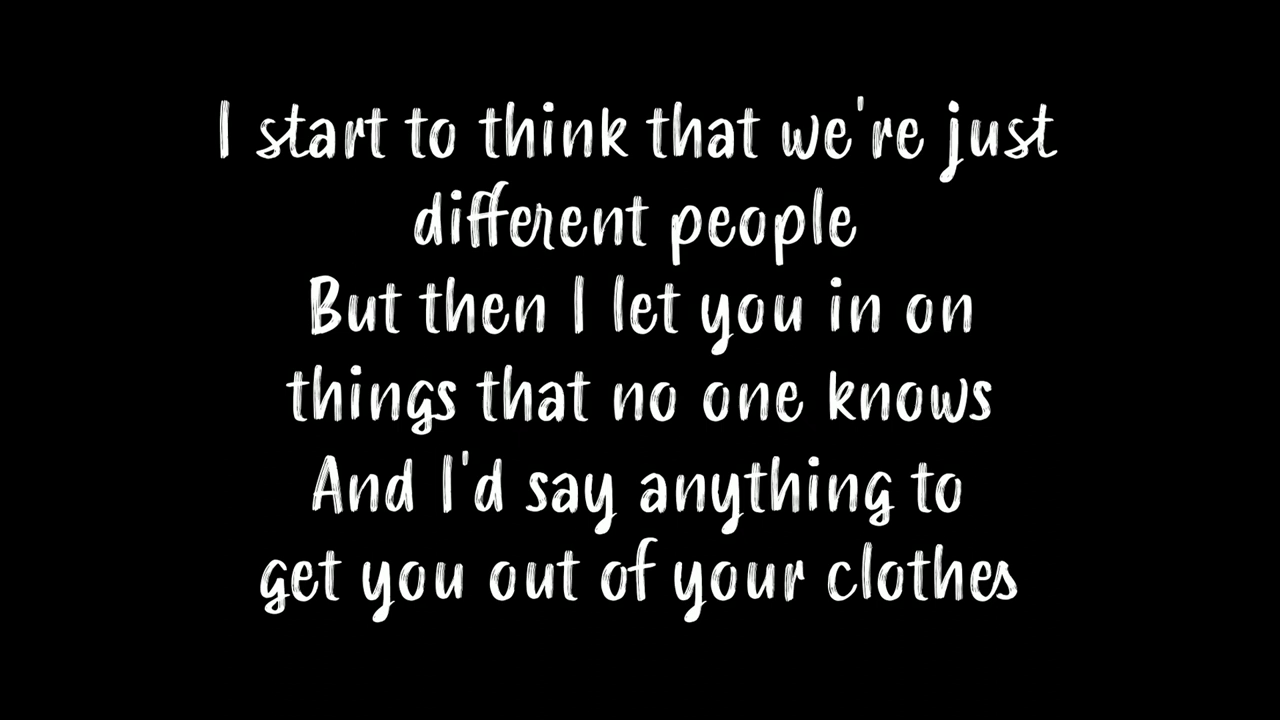 I start to think that we're just
different people
But then I let you in on
things that no one knows
And I'd say anything to
get you out of your clothes